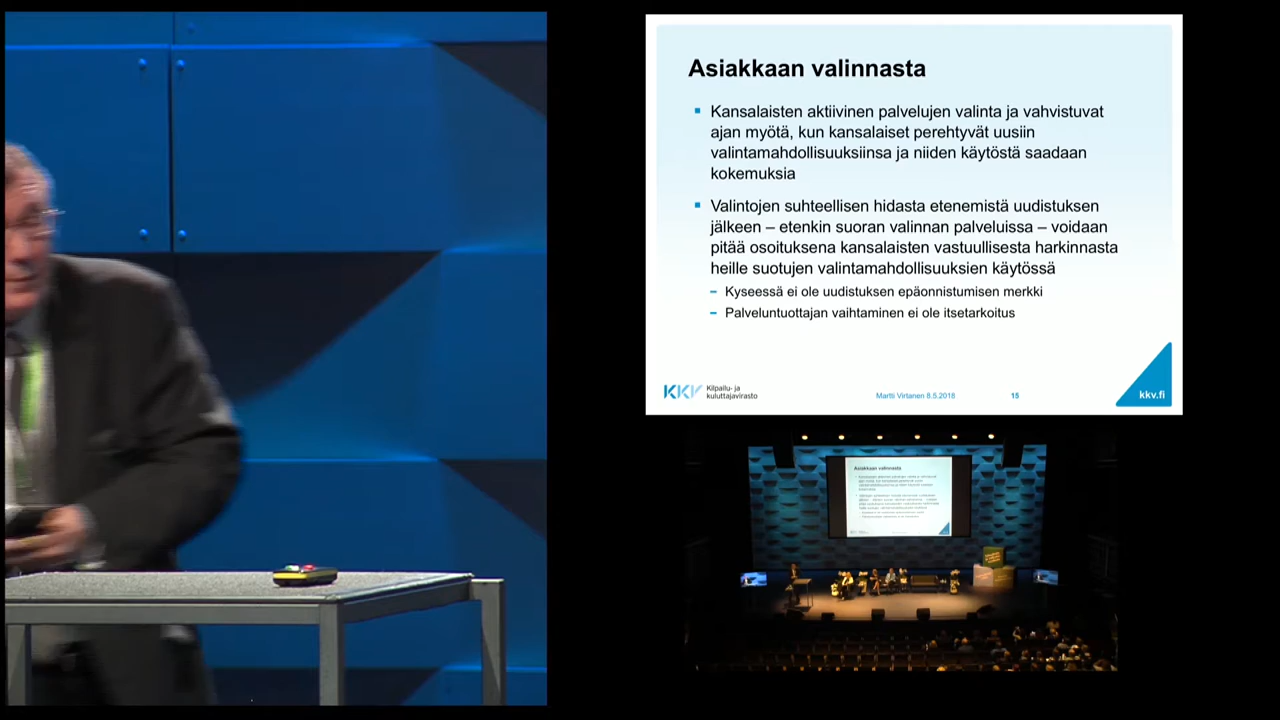 Asiakkaan valinnasta
Kansalaisten aktiivinen palvelujen valinta ja vahvistuvat
ajan myötä, kun kansalaiset perehtyvät uusiin
valintamahdollisuuksiinsa ja niiden käytöstä saadaan
kokemuksia
Valintojen suhteellisen hidasta etenemistä uudistuksen
jälkeen – etenkin suoran valinnan palveluissa – voidaan
pitää osoituksena kansalaisten vastuullisesta harkinnasta
heille suotujen valintamahdollisuuksien käytössä
– Kyseessä ei ole uudistuksen epäonnistumisen merkki
– Palveluntuottajan vaihtaminen ei ole itsetarkoitus
KKV Kilpailu- ja
kuluttajavirasto
Martti Virtanen 8.5.2018
15
kkv.fi
Asiakkaan valinnasta